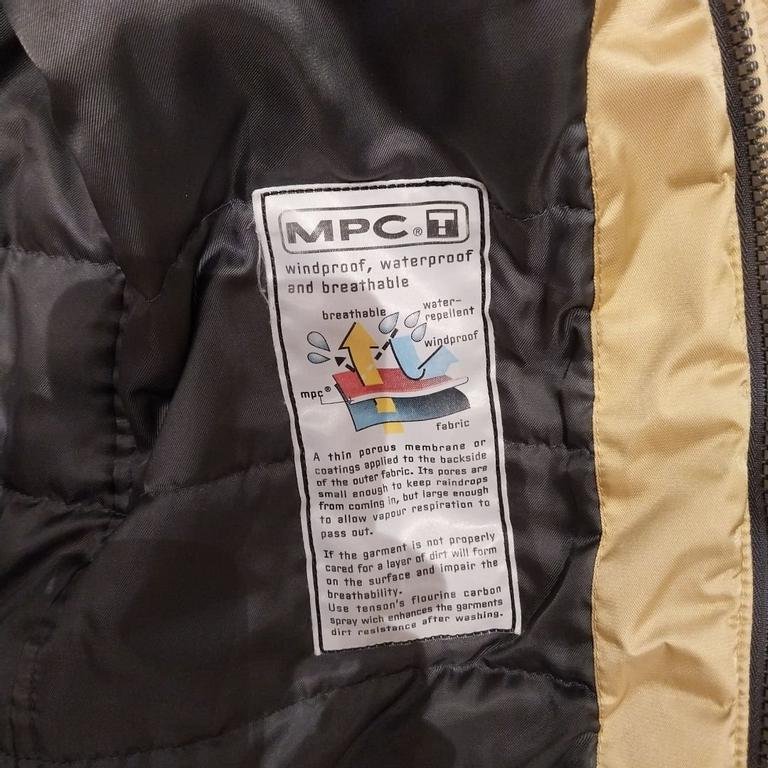 MPC® H
windproof, waterproof
and breathable
breathable
water-
repellent
windproof
mpc®
fabric
A thin porous membrane or
coatings applied to the backside
of the outer fabric. Its pores are
small enough to keep raindrops
from coming in, but large enough
to allow vapour respiration to
pass out.
If the garment is not properly
cared for a layer of dirt will form
on the surface and impair the
breathability.
Use tenson's flourine carbon
spray wich enhances the garments
dirt resistance after washing.